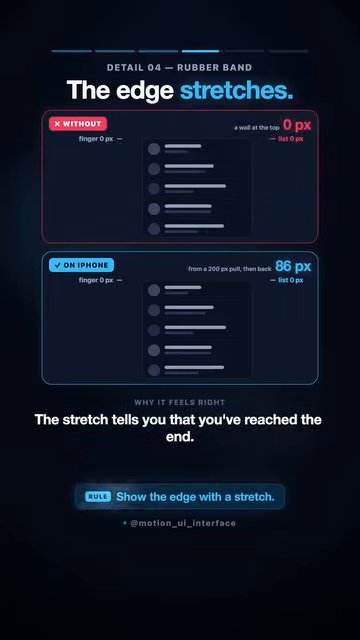 DETAIL 04 — RUBBER BAND
The edge stretches.
✕ WITHOUT
a wall at the top 0 px
finger 0 px —
— list 0 px
✓ ON IPHONE
from a 200 px pull, then back 86 px
finger 0 px —
— list 0 px
WHY IT FEELS RIGHT
The stretch tells you that you've reached the
end.
RULE Show the edge with a stretch.
@motion_ui_interface